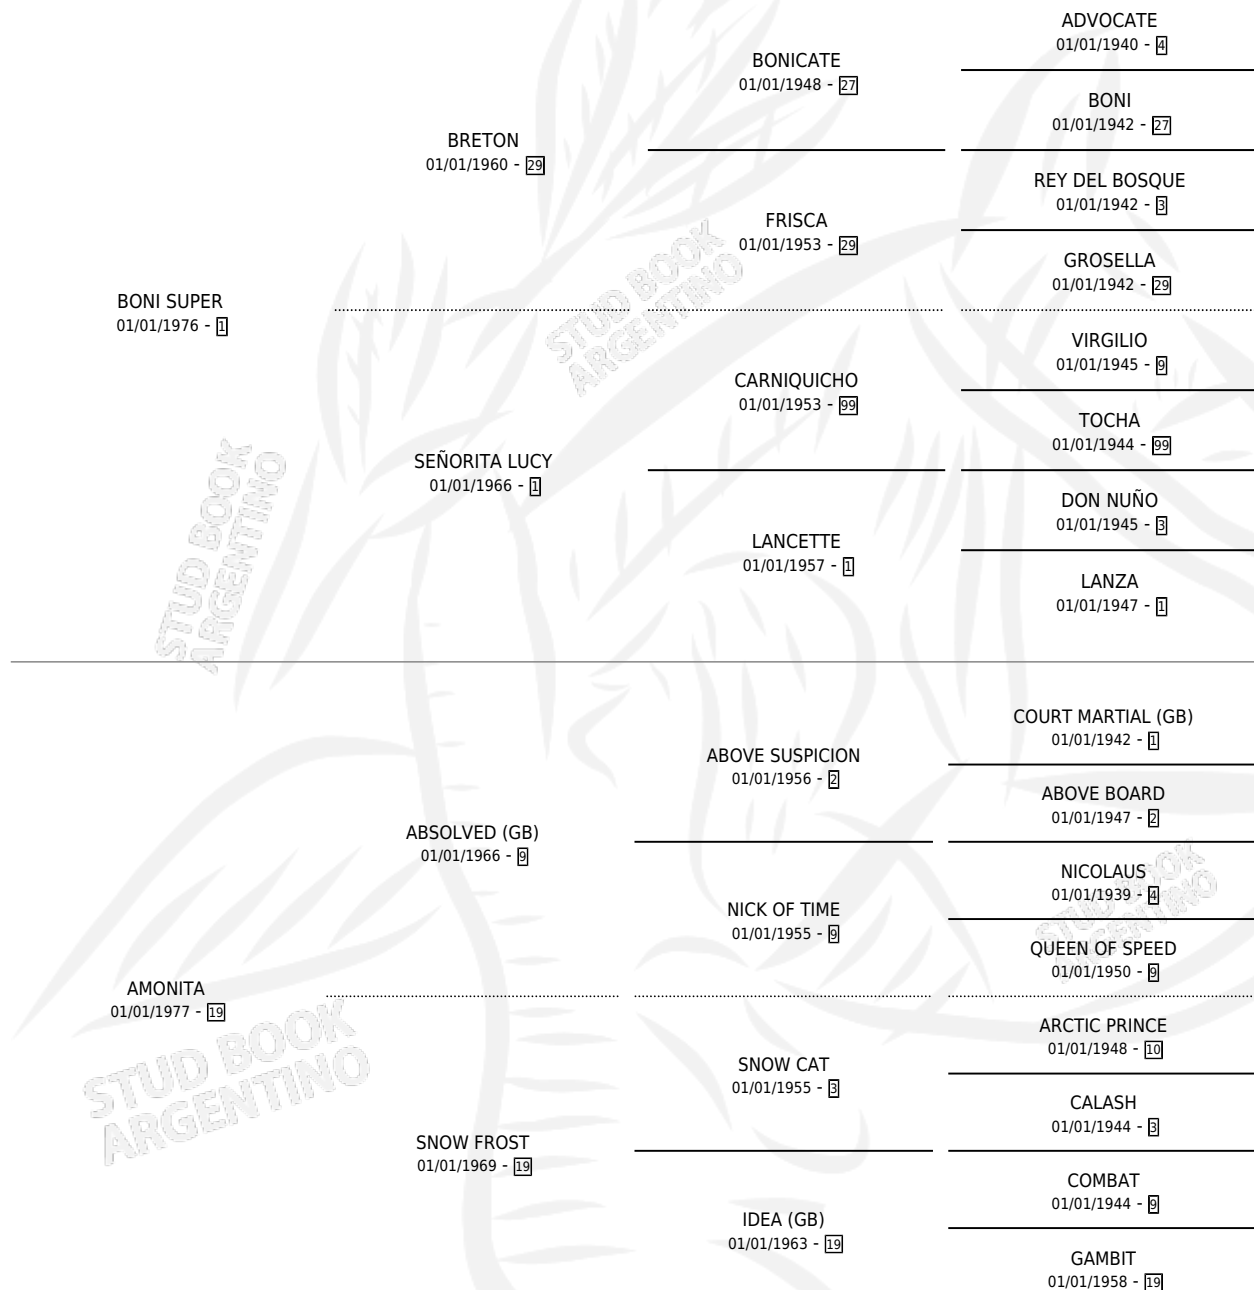 ADVOCATE
01/01/1940 - 4
BONICATE
01/01/1948 - 27
BONI
01/01/1942 - 27
BRETON
01/01/1960 - 29
REY DEL BOSQUE
01/01/1942 - 3
FRISCA
01/01/1953 - 29
GROSELLA
01/01/1942 - 29
BONI SUPER
01/01/1976 - 1
STUD BOOK
ARGENTINO
VIRGILIO
01/01/1945 - 9
CARNIQUICHO
01/01/1953 - 99
TOCHA
01/01/1944 - 99
SEÑORITA LUCY
01/01/1966 - 1
DON NUÑO
01/01/1945 - 3
LANCETTE
01/01/1957 - 1
LANZA
01/01/1947 - 1
STUD BOOK
ARGENTINO
COURT MARTIAL (GB)
01/01/1942 - 1
ABOVE SUSPICION
01/01/1956 - 2
ABOVE BOARD
01/01/1947 - 2
ABSOLVED (GB)
01/01/1966 - 9
NICOLAUS
01/01/1939 - 4
NICK OF TIME
01/01/1955 - 9
QUEEN OF SPEED
01/01/1950 - 9
STUD BOOK
ARGENTINO
AMONITA
01/01/1977 - 19
ARCTIC PRINCE
01/01/1948 - 10
SNOW CAT
01/01/1955 - 3
CALASH
01/01/1944 - 3
STUD BOOK
ARGENTINO
SNOW FROST
01/01/1969 - 19
COMBAT
01/01/1944 - 9
IDEA (GB)
01/01/1963 - 19
GAMBIT
01/01/1958 - 19